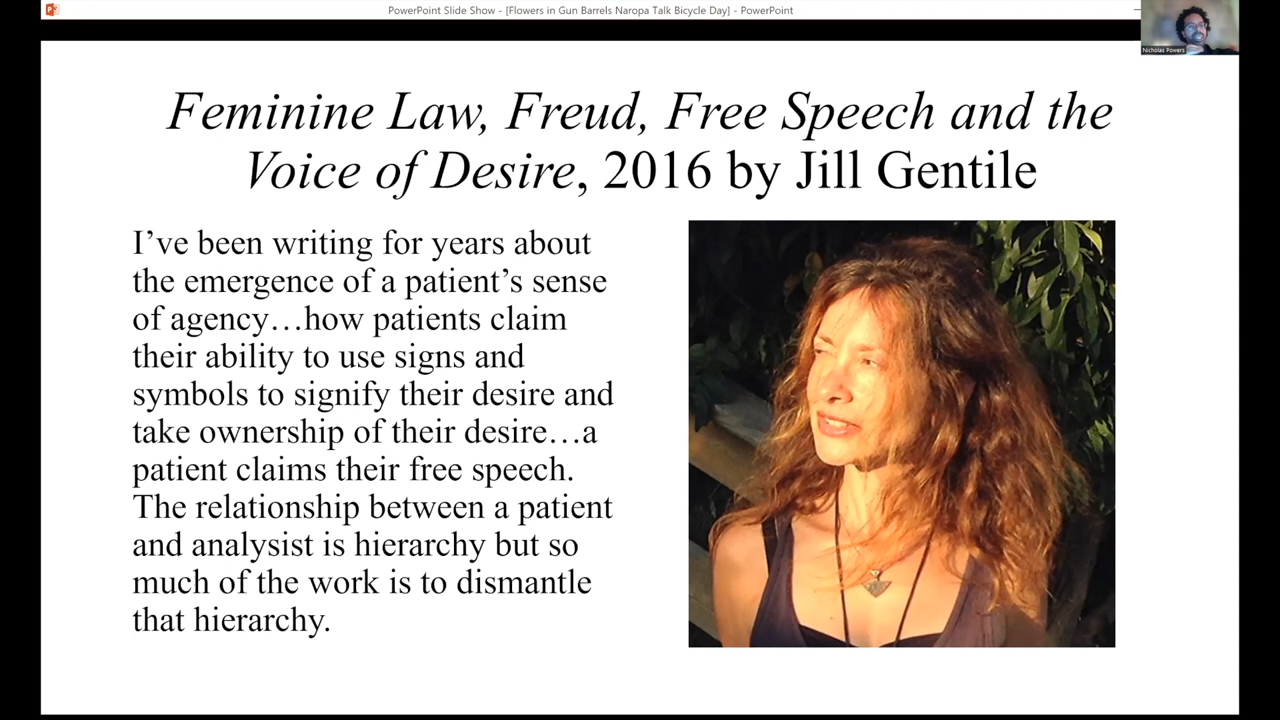 PowerPoint Slide Show - [Flowers in Gun Barrels Naropa Talk Bicycle Day] - PowerPoint
Nicholas Powers
Feminine Law, Freud, Free Speech and the
Voice of Desire, 2016 by Jill Gentile
I’ve been writing for years about
the emergence of a patient’s sense
of agency…how patients claim
their ability to use signs and
symbols to signify their desire and
take ownership of their desire…a
patient claims their free speech.
The relationship between a patient
and analysist is hierarchy but so
much of the work is to dismantle
that hierarchy.